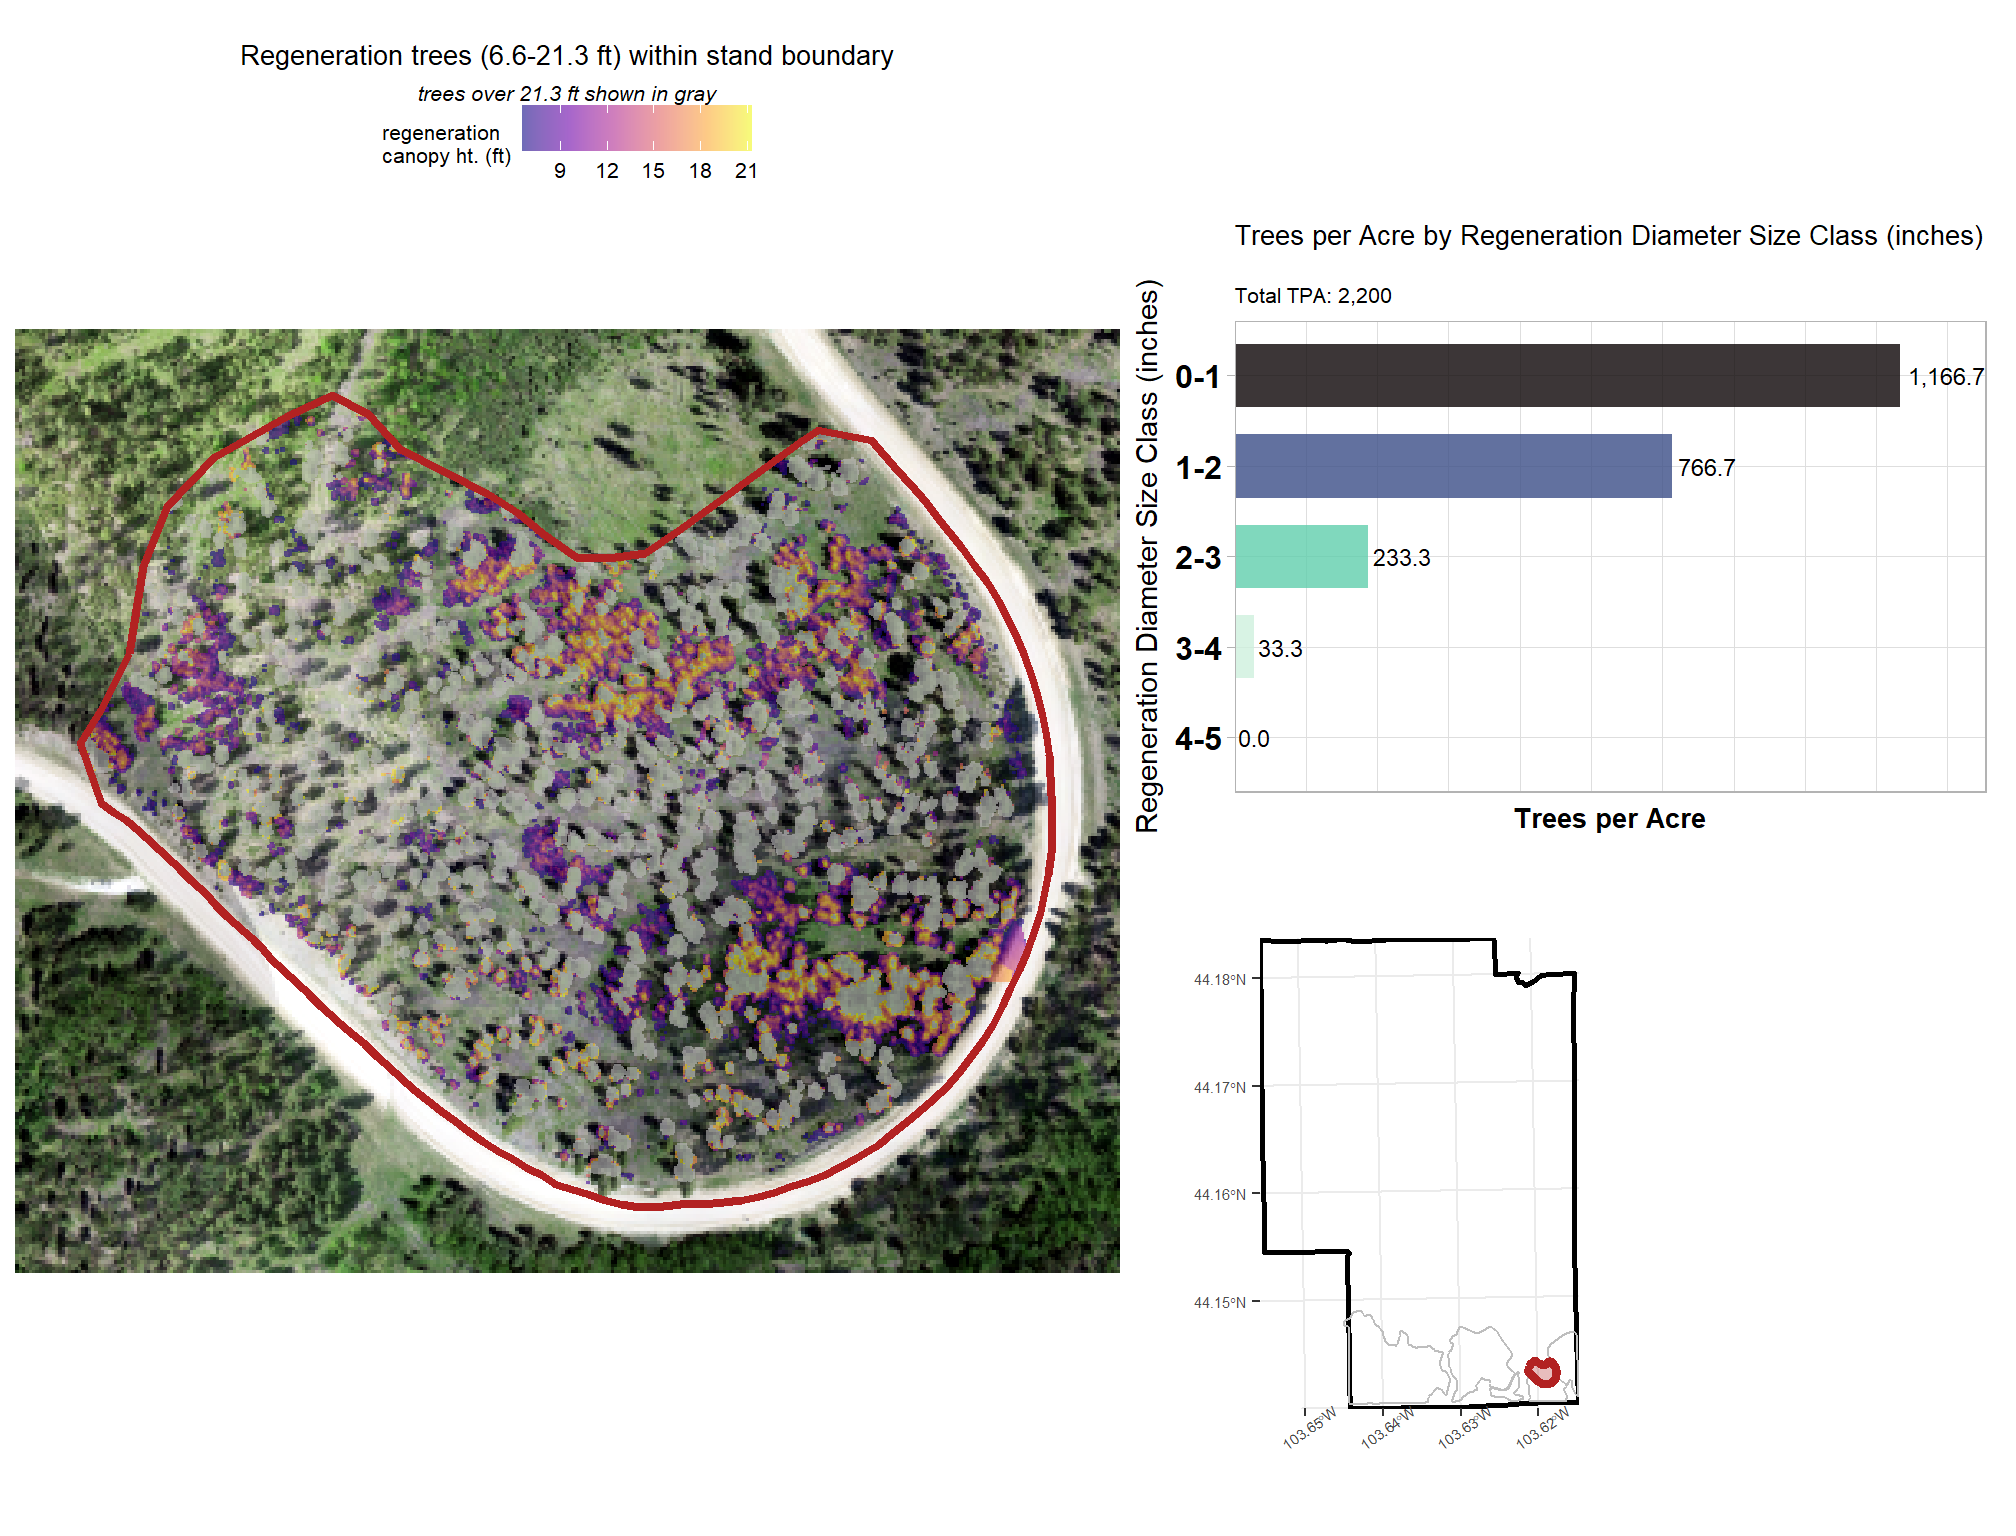 Regeneration trees (6.6-21.3 ft) within stand boundary
trees over 21.3 ft shown in gray
regeneration
canopy ht. (ft)
9 12 15 18 21
Trees per Acre by Regeneration Diameter Size Class (inches)
Total TPA: 2,200
Regeneration Diameter Size Class (inches)
0-1 1,166.7
1-2 766.7
2-3 233.3
3-4 33.3
4-5 0.0
Trees per Acre
44.18°N
44.17°N
44.16°N
44.15°N
103.65°W 103.64°W 103.63°W 103.62°W